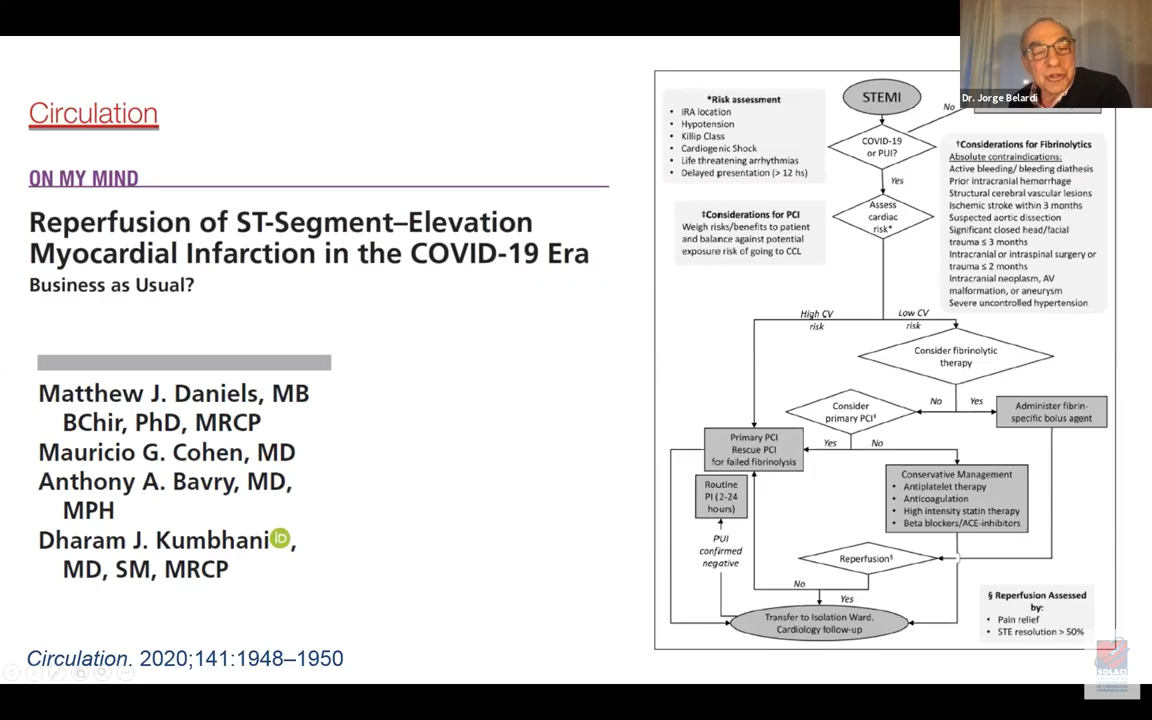 Circulation
ON MY MIND
Reperfusion of ST-Segment–Elevation
Myocardial Infarction in the COVID-19 Era
Business as Usual?
Matthew J. Daniels, MB
BChir, PhD, MRCP
Mauricio G. Cohen, MD
Anthony A. Bavry, MD,
MPH
Dharam J. Kumbhani iD,
MD, SM, MRCP
Circulation. 2020;141:1948–1950
Dr. Jorge Belardi
*Risk assessment
• IRA location
• Hypotension
• Killip Class
• Cardiogenic Shock
• Life threatening arrhythmias
• Delayed presentation (> 12 hs)
‡Considerations for PCI
Weigh risks/benefits to patient
and balance against potential
exposure risk of going to CCL
STEMI
No
COVID-19
or PUI?
Yes
Assess
cardiac
risk*
†Considerations for Fibrinolytics
Absolute contraindications:
Active bleeding/ bleeding diathesis
Prior intracranial hemorrhage
Structural cerebral vascular lesions
Ischemic stroke within 3 months
Suspected aortic dissection
Significant closed head/facial
trauma ≤ 3 months
Intracranial or intraspinal surgery or
trauma ≤ 2 months
Intracranial neoplasm, AV
malformation, or aneurysm
Severe uncontrolled hypertension
High CV
risk
Low CV
risk
Consider fibrinolytic
therapy
No
Yes
Consider
primary PCI‡
Administer fibrin-
specific bolus agent
Yes
No
Primary PCI
Rescue PCI
for failed fibrinolysis
Conservative Management
• Antiplatelet therapy
• Anticoagulation
• High intensity statin therapy
• Beta blockers/ACE-inhibitors
Routine
PI (2-24
hours)
PUI
confirmed
negative
Reperfusion§
No
Yes
Transfer to Isolation Ward.
Cardiology follow-up
§ Reperfusion Assessed
by:
• Pain relief
• STE resolution > 50%
SOLACI